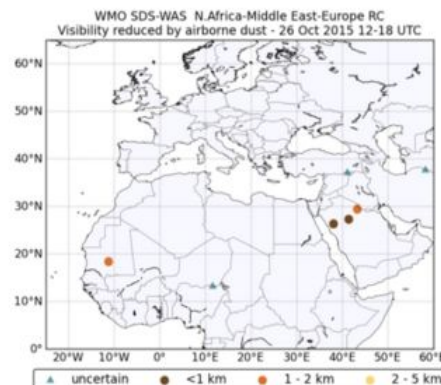 WMO SDS-WAS N.Africa-Middle East-Europe RC
Visibility reduced by airborne dust - 26 Oct 2015 12-18 UTC
60°N
50°N
40°N
30°N
20°N
10°N
0°
20°W 10°W 0° 10°E 20°E 30°E 40°E 50°E 60°E
uncertain <1 km 1 - 2 km 2 - 5 km